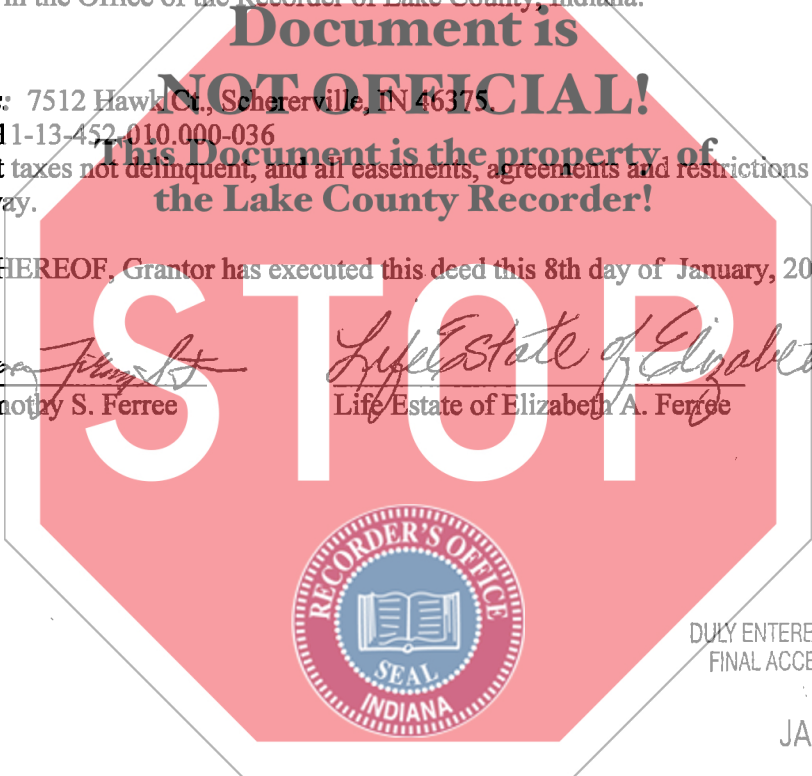 in the Office of the Recorder of Lake County, Indiana.
Document is
NOT OFFICIAL!
: 7512 Hawk Ct., Schererville, IN 46375.
1-13-452-010.000-036
This Document is the property of
t taxes not delinquent, and all easements, agreements and restrictions
the Lake County Recorder!
ay.
HEREOF, Grantor has executed this deed this 8th day of January, 20
STOP
Life Estate of Elizabet
nothy S. Ferree
Life Estate of Elizabeth A. Ferree
RECORDER'S OFFICE
SEAL
INDIANA
DULY ENTERE
FINAL ACCE
JA